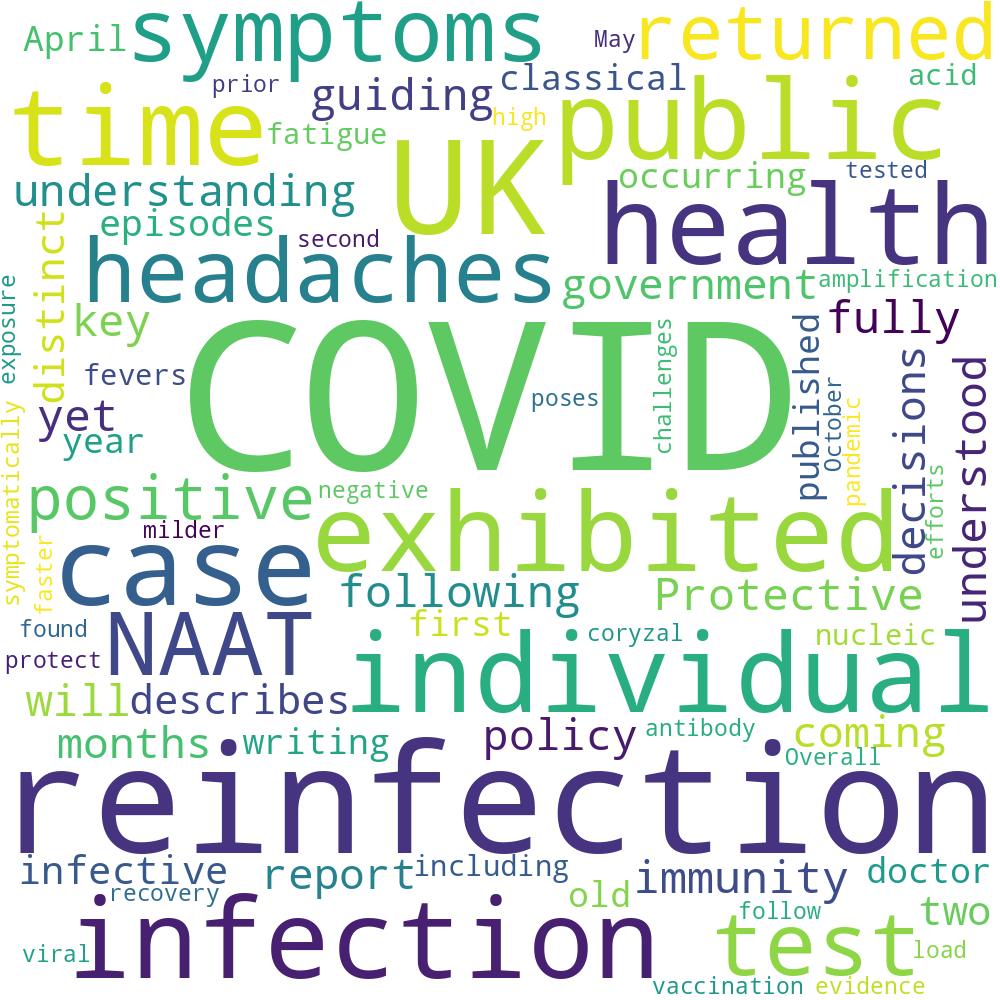 April symptoms May returned
prior guiding classical acid
time fatigue high public
UK
understanding occurring tested
episodes second health
distinct headaches government amplification
exposure key fully
fevers COVID challenges published decisions understood
yet poses October pandemic
year
symptomatically positive negative efforts
milder exhibited
faster case following Protective
found NAAT first coryzal nucleic
protect individual
will describes
months writing policy antibody coming
Overall
reinfection
infective report including immunity doctor
recovery old follow two
viral infection test load
vaccination evidence